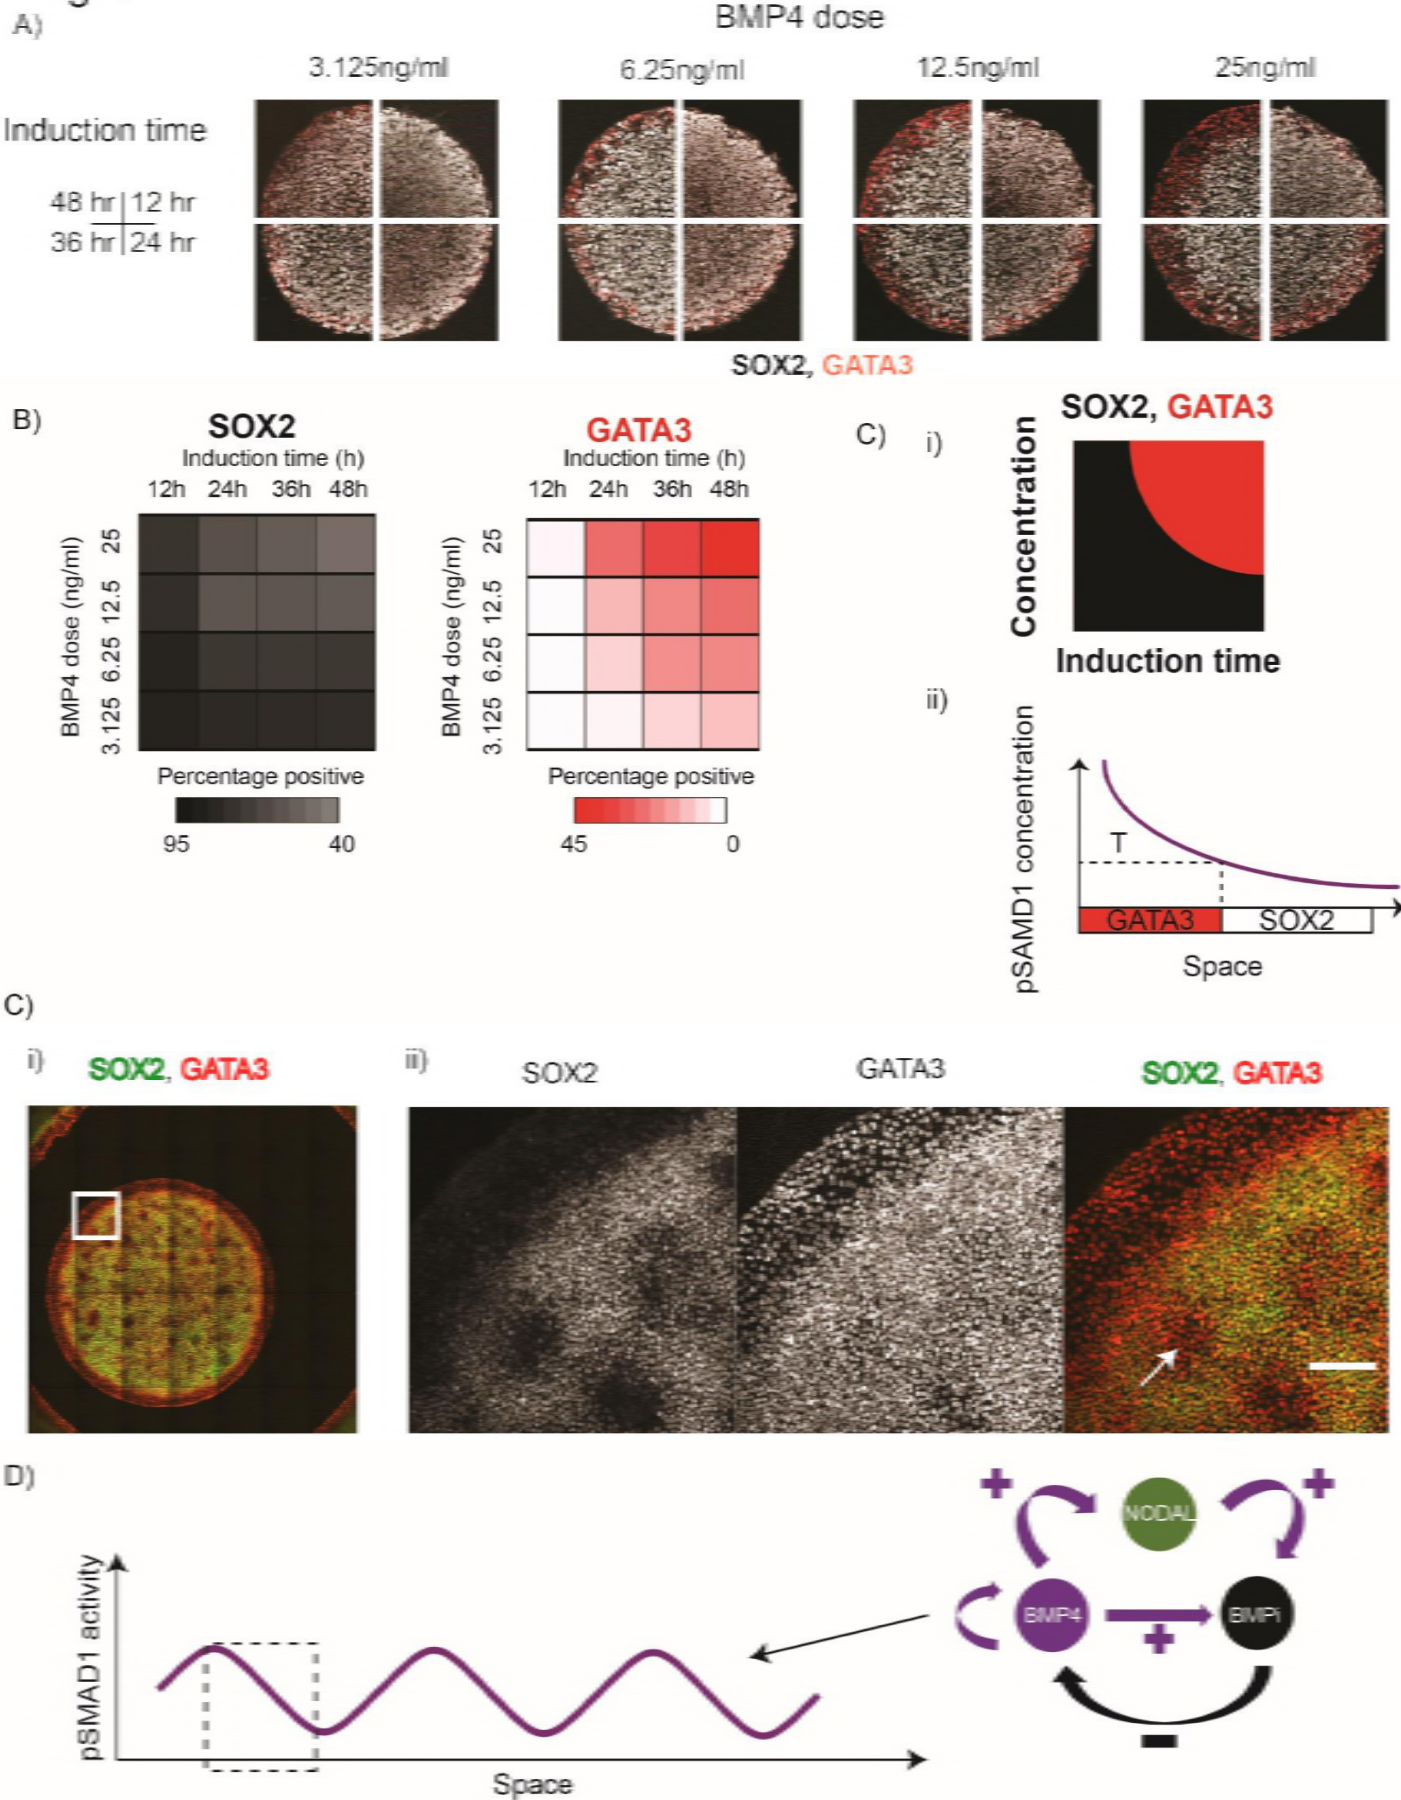 A)
BMP4 dose
3.125ng/ml
6.25ng/ml
12.5ng/ml
25ng/ml
Induction time
48 hr 12 hr
36 hr 24 hr
SOX2, GATA3
B)
SOX2
Induction time (h)
12h 24h 36h 48h
BMP4 dose (ng/ml)
25
12.5
6.25
3.125
Percentage positive
95 40
GATA3
Induction time (h)
12h 24h 36h 48h
BMP4 dose (ng/ml)
25
12.5
6.25
3.125
Percentage positive
45 0
C)
i)
SOX2, GATA3
Concentration
Induction time
ii)
pSAMD1 concentration
T
GATA3 SOX2
Space
C)
i)
SOX2, GATA3
ii)
SOX2
GATA3
SOX2, GATA3
D)
pSMAD1 activity
Space
+
NODAL
+
BMP4
+
BMPi
-